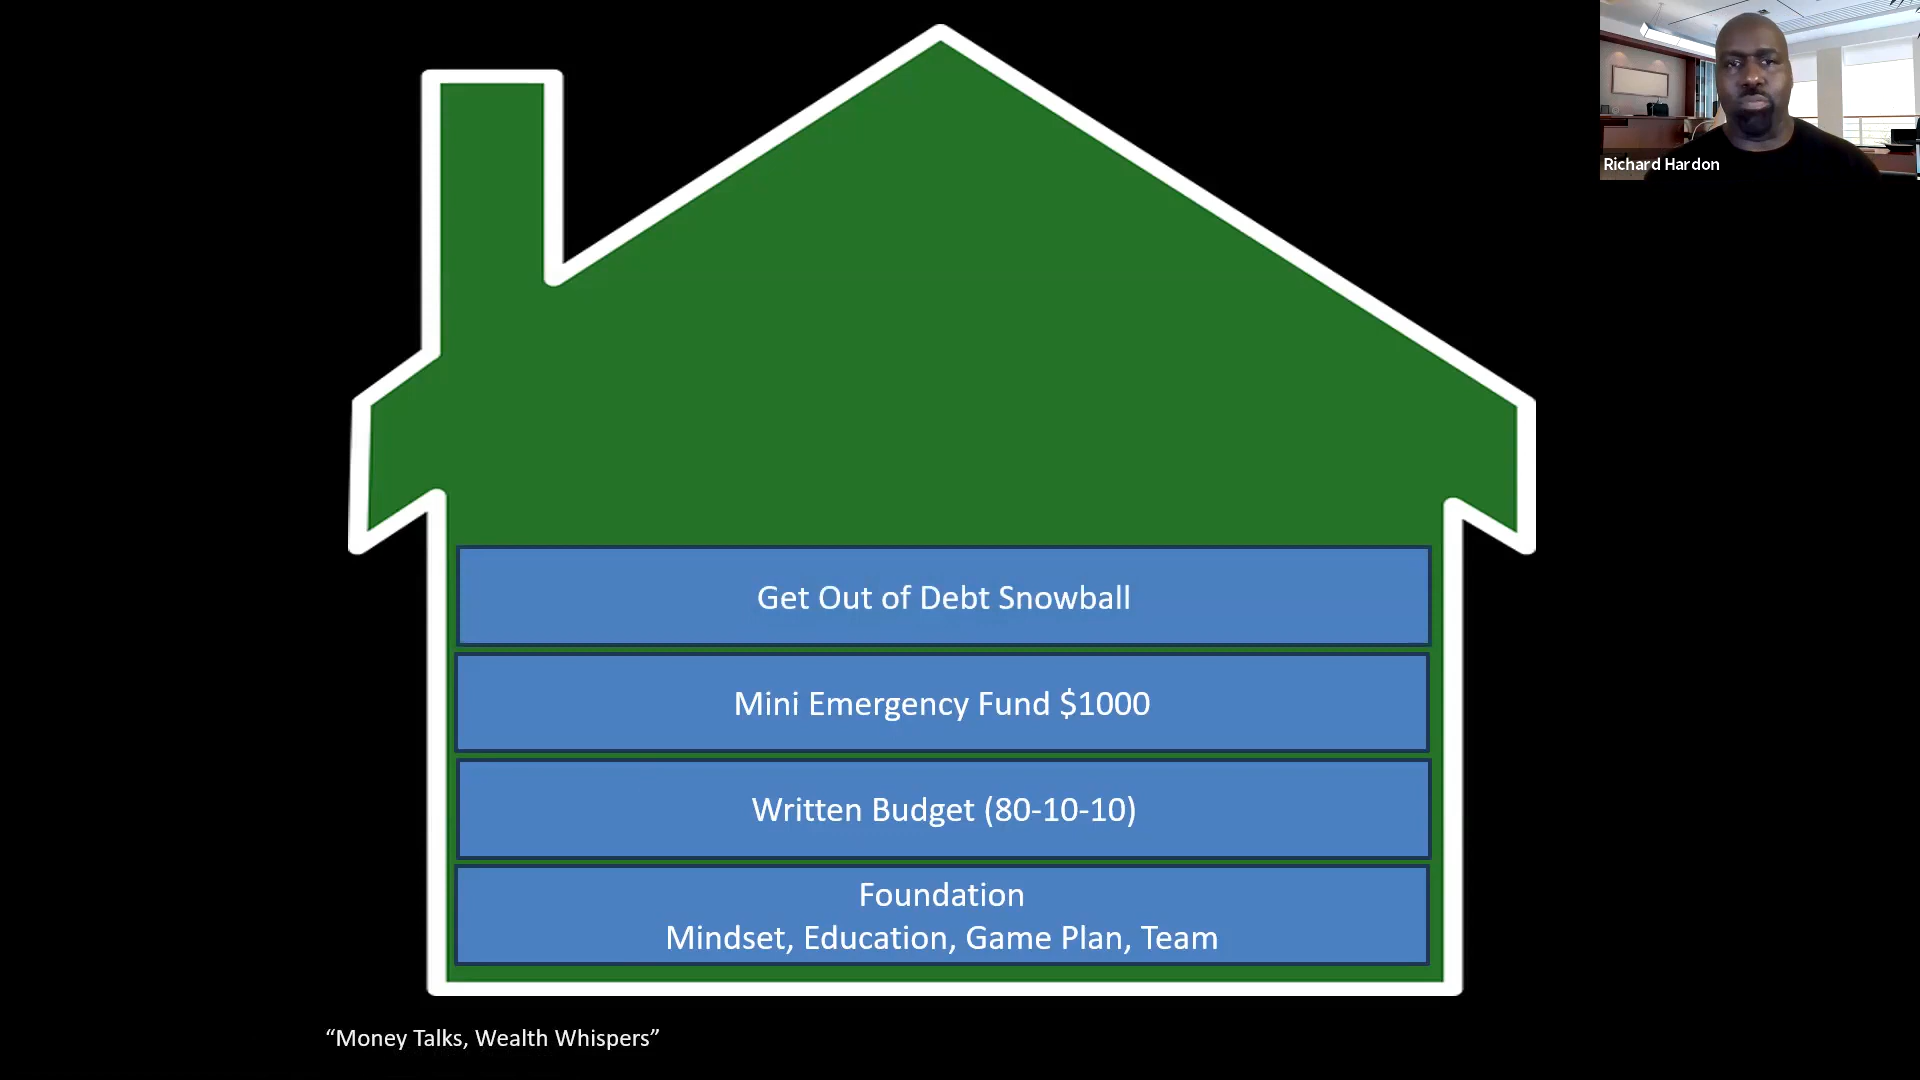 Richard Hardon
Get Out of Debt Snowball
Mini Emergency Fund $1000
Written Budget (80-10-10)
Foundation
Mindset, Education, Game Plan, Team
“Money Talks, Wealth Whispers”